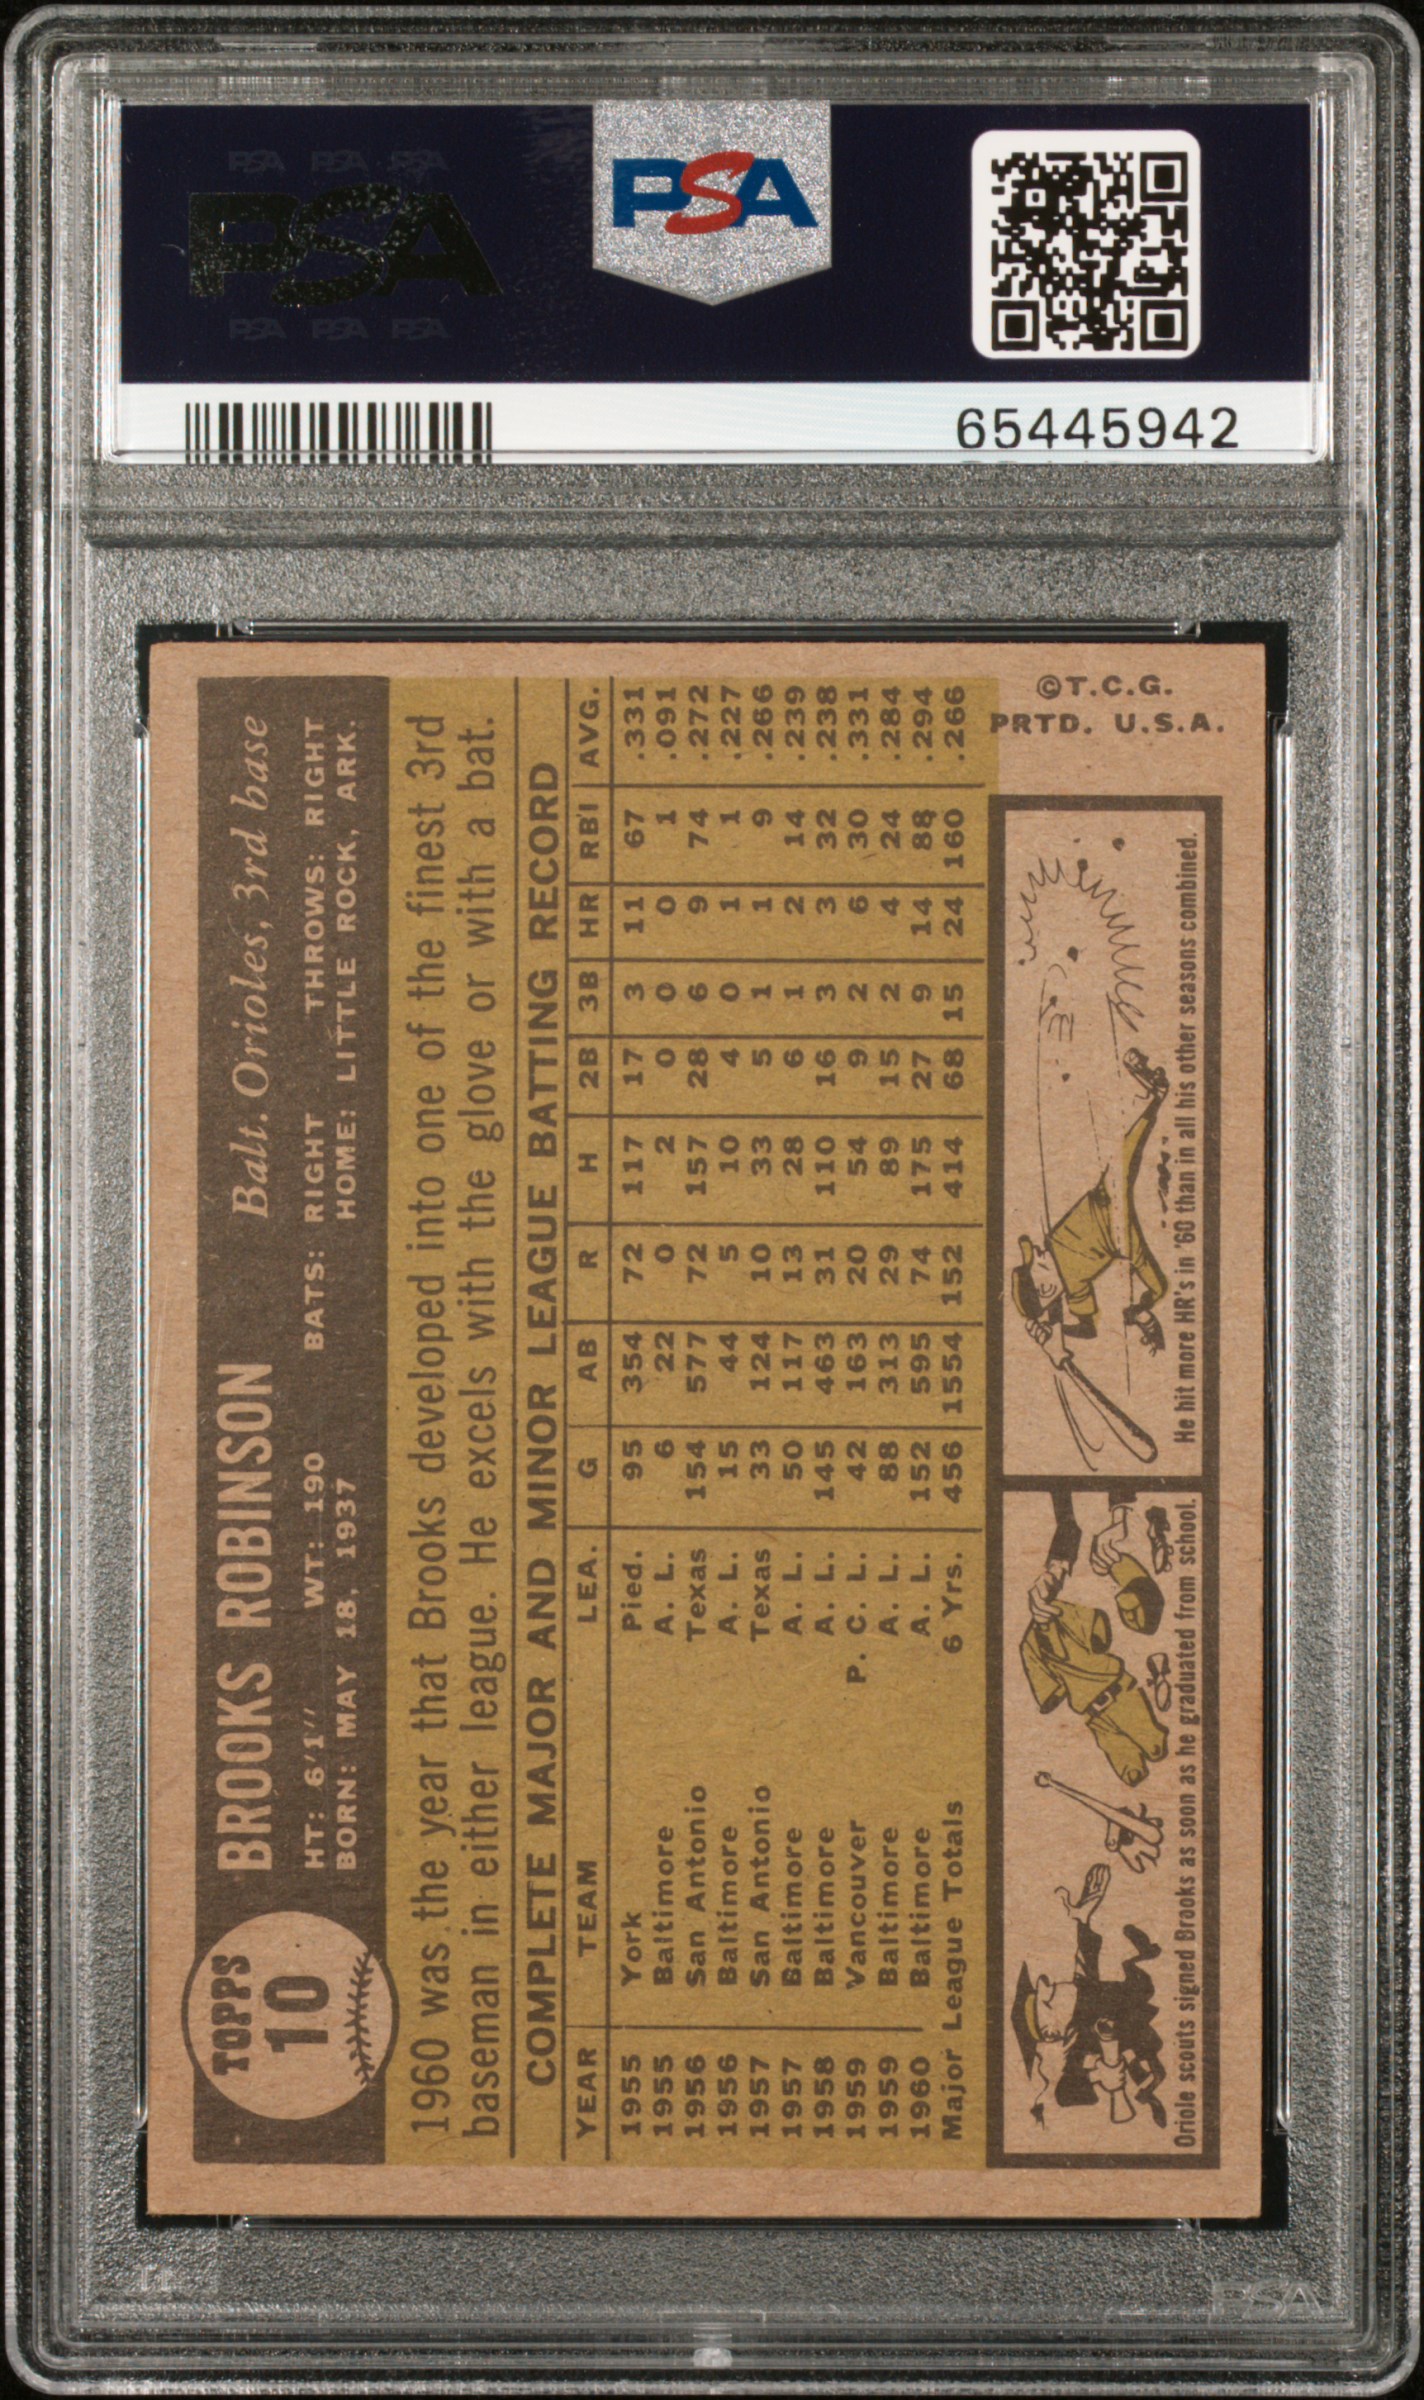 PSA PSA PSA
PSA
PSA PSA PSA
PSA
65445942
TOPPS
10
BROOKS ROBINSON Balt. Orioles, 3rd base
HT: 6'1" WT: 190 BATS: RIGHT THROWS: RIGHT
BORN: MAY 18, 1937 HOME: LITTLE ROCK, ARK.
1960 was the year that Brooks developed into one of the finest 3rd
baseman in either league. He excels with the glove or with a bat.
COMPLETE MAJOR AND MINOR LEAGUE BATTING RECORD
YEAR TEAM LEA. G AB R H 2B 3B HR RBI AVG.
1955 York Pied. 95 354 72 117 17 3 11 67 .331
1955 Baltimore A. L. 6 22 0 2 0 0 0 1 .091
1956 San Antonio Texas 154 577 72 157 28 6 9 74 .272
1956 Baltimore A. L. 15 44 5 10 4 0 1 1 .227
1957 San Antonio Texas 33 124 10 33 5 1 1 9 .266
1957 Baltimore A. L. 50 117 13 28 6 1 2 14 .239
1958 Baltimore A. L. 145 463 31 110 16 3 3 32 .238
1959 Vancouver P. C. L. 42 163 20 54 9 2 6 30 .331
1959 Baltimore A. L. 88 313 29 89 15 2 4 24 .284
1960 Baltimore A. L. 152 595 74 175 27 9 14 88 .294
Major League Totals 6 Yrs. 456 1554 152 414 68 15 24 160 .266
Oriole scouts signed Brooks as soon as he graduated from school.
He hit more HR's in '60 than in all his other seasons combined.
©T.C.G.
PRTD. U.S.A.
PSA